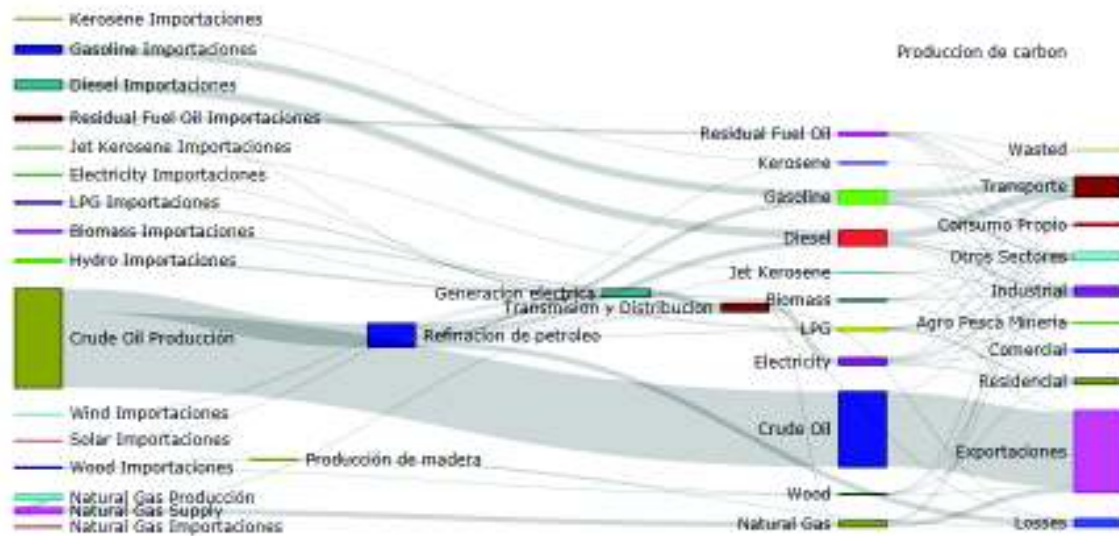 Kerosene Importaciones
Gasoline Importaciones
Diesel Importaciones
Residual Fuel Oil Importaciones
Jet Kerosene Importaciones
Electricity Importaciones
LPG Importaciones
Biomass Importaciones
Hydro Importaciones
Crude Oil Producción
Wind Importaciones
Solar Importaciones
Wood Importaciones
Natural Gas Producción
Natural Gas Supply
Natural Gas Importaciones
Producción de madera
Refinacion de petroleo
Generacion electrica
Transmision y Distribucion
Residual Fuel Oil
Kerosene
Gasoline
Diesel
Jet Kerosene
Biomass
LPG
Electricity
Crude Oil
Wood
Natural Gas
Produccion de carbon
Wasted
Transporte
Consumo Propio
Otros Sectores
Industrial
Agro Pesca Mineria
Comercial
Residencial
Exportaciones
Losses